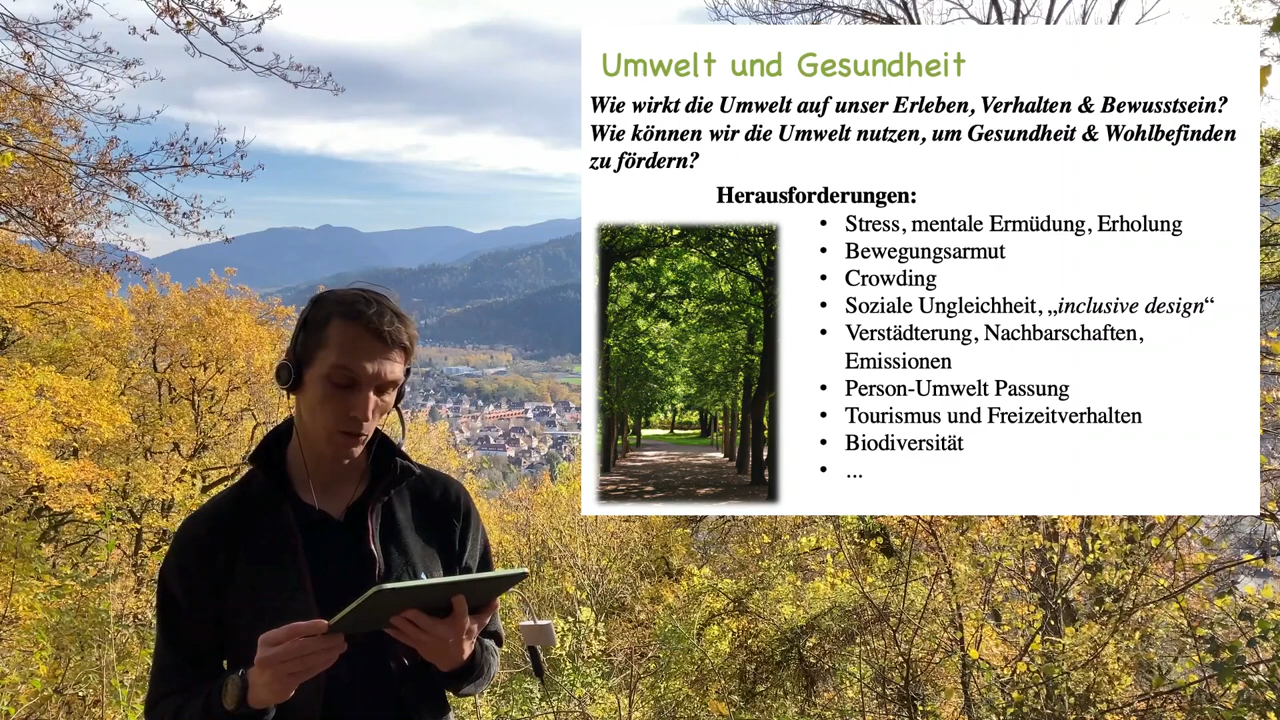 Umwelt und Gesundheit
Wie wirkt die Umwelt auf unser Erleben, Verhalten & Bewusstsein?
Wie können wir die Umwelt nutzen, um Gesundheit & Wohlbefinden
zu fördern?
Herausforderungen:
• Stress, mentale Ermüdung, Erholung
• Bewegungsarmut
• Crowding
• Soziale Ungleichheit, „inclusive design“
• Verstädterung, Nachbarschaften,
Emissionen
• Person-Umwelt Passung
• Tourismus und Freizeitverhalten
• Biodiversität
• ...